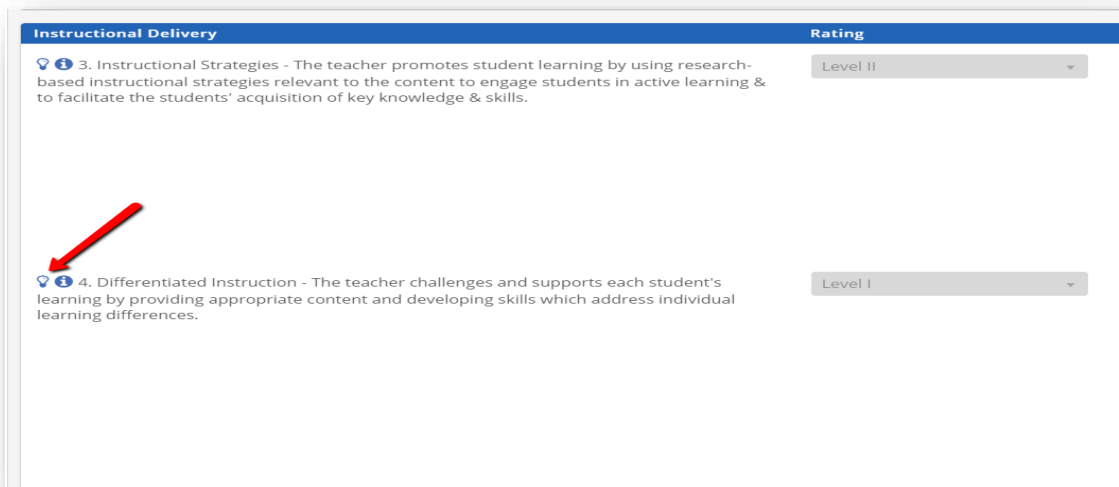 Instructional Delivery Rating
3. Instructional Strategies - The teacher promotes student learning by using research-
Level II
based instructional strategies relevant to the content to engage students in active learning &
to facilitate the students' acquisition of key knowledge & skills.
4. Differentiated Instruction - The teacher challenges and supports each student's
Level I
learning by providing appropriate content and developing skills which address individual
learning differences.